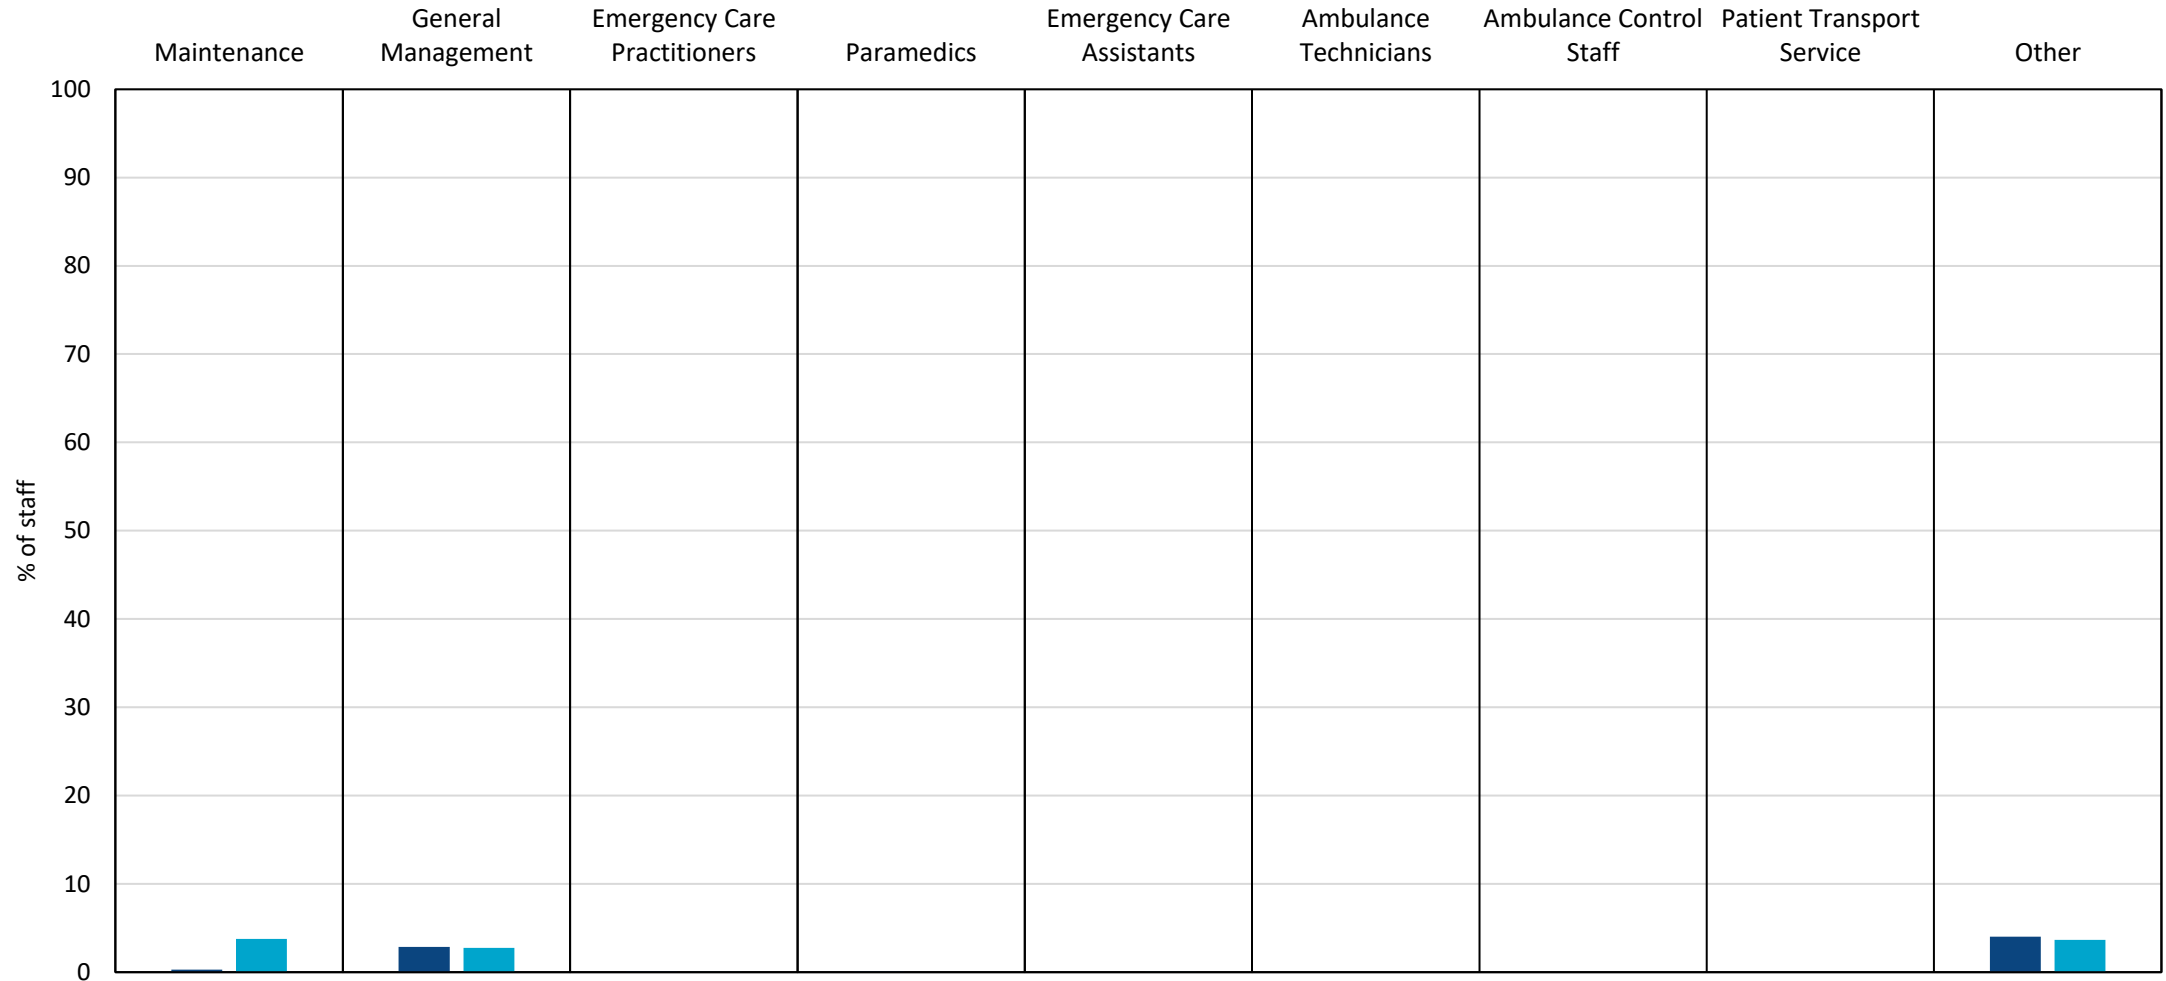 General
Management
Emergency Care
Practitioners
Emergency Care
Assistants
Ambulance
Technicians
Ambulance Control
Staff
Patient Transport
Service
Maintenance
Paramedics
Other
100
90
80
70
60
50
40
30
20
10
0
% of staff